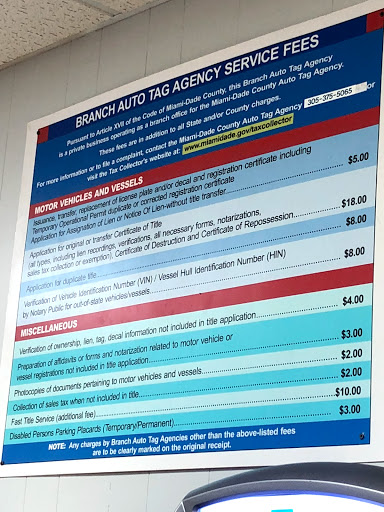 BRANCH AUTO TAG AGENCY SERVICE FEES
Pursuant to Article XVII of the Code of Miami-Dade County, this Branch Auto Tag Agency
is a private business operating as a branch office for the Miami-Dade County Auto Tag Agency.
These fees are in addition to all State and/or County charges.
For more information or to file a complaint, contact the Miami-Dade County Auto Tag Agency 305-375-5065 or
visit the Tax Collector's website at: www.miamidade.gov/taxcollector
MOTOR VEHICLES AND VESSELS
Issuance, transfer, replacement of license plate and/or decal and registration certificate including
Temporary Operational Permit duplicate or corrected registration certificate
Application for Assignation of Lien or Notice Of Lien-without title transfer $5.00
Application for original or transfer Certificate of Title
(all types, including lien recordings, verifications, all necessary forms, notarizations,
sales tax collection or exemption), Certificate of Destruction and Certificate of Repossession $18.00
Application for duplicate title $8.00
Verification of Vehicle Identification Number (VIN) / Vessel Hull Identification Number (HIN)
by Notary Public for out-of-state vehicles/vessels $8.00
MISCELLANEOUS
Verification of ownership, lien, tag, decal information not included in title application $4.00
Preparation of affidavits or forms and notarization related to motor vehicle or
vessel registrations not included in title application $3.00
Photocopies of documents pertaining to motor vehicles and vessels $2.00
Collection of sales tax when not included in title $2.00
Fast Title Service (additional fee) $10.00
Disabled Persons Parking Placards (Temporary/Permanent) $3.00
NOTE: Any charges by Branch Auto Tag Agencies other than the above-listed fees
are to be clearly marked on the original receipt.